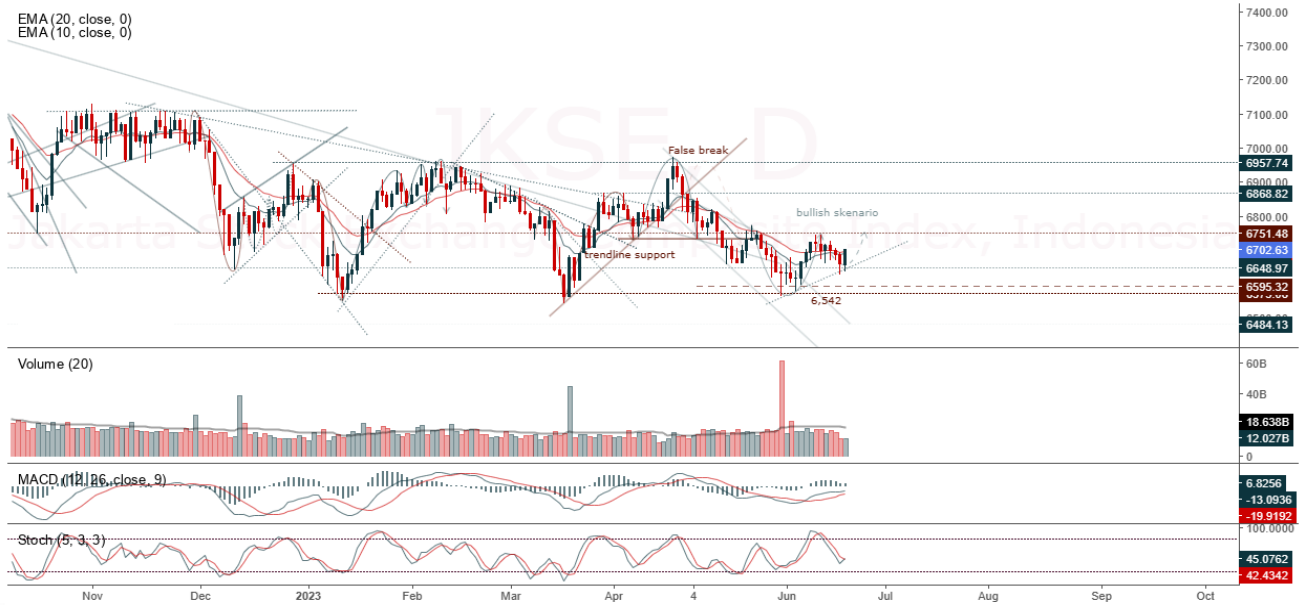 EMA (20, close, 0)
EMA (10, close, 0)
JKSE, D
7400.00
7300.00
7200.00
7100.00
7000.00
6957.74
6900.00
6868.82
6800.00
6751.48
6702.63
6648.97
6595.32
6484.13
False break
bullish skenario
trendline support
6,542
Volume (20)
60B
40B
18.638B
12.027B
0
MACD (12, 26, close, 9)
6.8256
-13.0936
-19.9192
Stoch (5, 3, 3)
100.0000
45.0762
42.4342
Nov Dec 2023 Feb Mar Apr 4 Jun Jul Aug Sep Oct